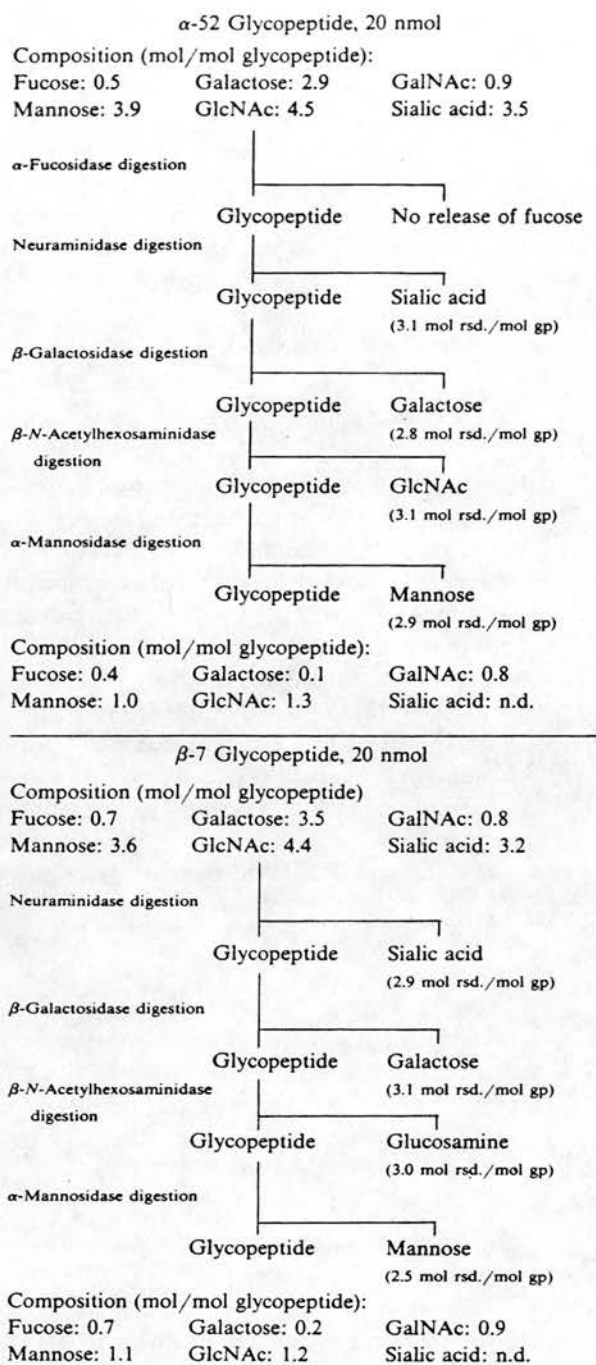 α-52 Glycopeptide, 20 nmol
Composition (mol/mol glycopeptide):
Fucose: 0.5 Galactose: 2.9 GalNAc: 0.9
Mannose: 3.9 GlcNAc: 4.5 Sialic acid: 3.5
α-Fucosidase digestion
Glycopeptide No release of fucose
Neuraminidase digestion
Glycopeptide Sialic acid
(3.1 mol rsd./mol gp)
β-Galactosidase digestion
Glycopeptide Galactose
(2.8 mol rsd./mol gp)
β-N-Acetylhexosaminidase
digestion
Glycopeptide GlcNAc
(3.1 mol rsd./mol gp)
α-Mannosidase digestion
Glycopeptide Mannose
(2.9 mol rsd./mol gp)
Composition (mol/mol glycopeptide):
Fucose: 0.4 Galactose: 0.1 GalNAc: 0.8
Mannose: 1.0 GlcNAc: 1.3 Sialic acid: n.d.
β-7 Glycopeptide, 20 nmol
Composition (mol/mol glycopeptide)
Fucose: 0.7 Galactose: 3.5 GalNAc: 0.8
Mannose: 3.6 GlcNAc: 4.4 Sialic acid: 3.2
Neuraminidase digestion
Glycopeptide Sialic acid
(2.9 mol rsd./mol gp)
β-Galactosidase digestion
Glycopeptide Galactose
(3.1 mol rsd./mol gp)
β-N-Acetylhexosaminidase
digestion
Glycopeptide Glucosamine
(3.0 mol rsd./mol gp)
α-Mannosidase digestion
Glycopeptide Mannose
(2.5 mol rsd./mol gp)
Composition (mol/mol glycopeptide):
Fucose: 0.7 Galactose: 0.2 GalNAc: 0.9
Mannose: 1.1 GlcNAc: 1.2 Sialic acid: n.d.